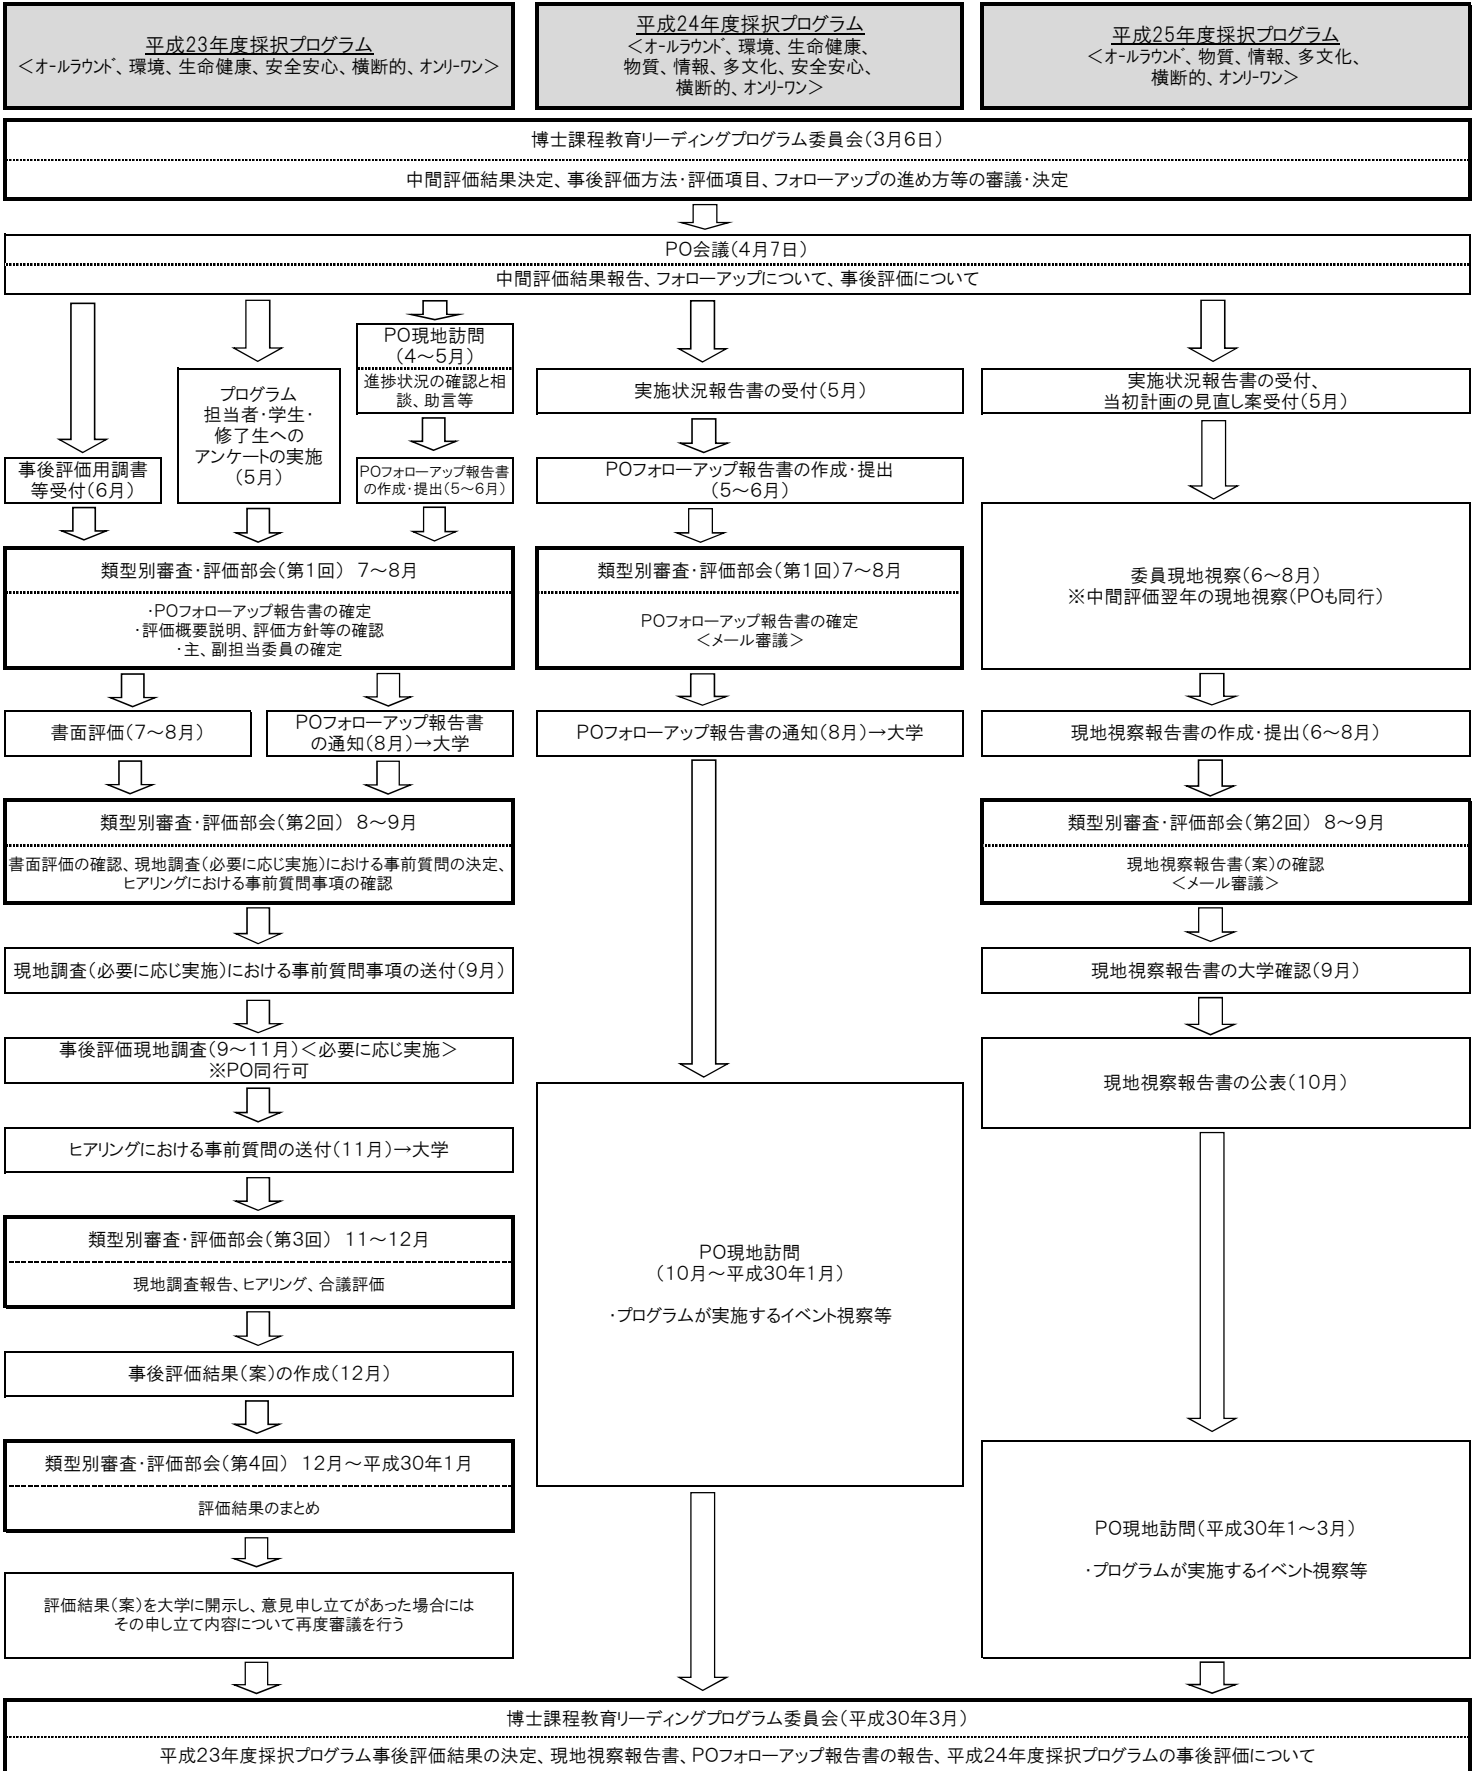 平成23年度採択プログラム
＜オールラウンド、環境、生命健康、安全安心、横断的、オンリーワン＞
平成24年度採択プログラム
＜オールラウンド、環境、生命健康、
物質、情報、多文化、安全安心、
横断的、オンリーワン＞
平成25年度採択プログラム
＜オールラウンド、物質、情報、多文化、
横断的、オンリーワン＞
博士課程教育リーディングプログラム委員会（3月6日）
中間評価結果決定、事後評価方法・評価項目、フォローアップの進め方等の審議・決定
PO会議（4月7日）
中間評価結果報告、フォローアップについて、事後評価について
事後評価用調書
等受付（6月）
プログラム
担当者・学生・
修了生への
アンケートの実施
（5月）
PO現地訪問
（4～5月）
進捗状況の確認と相
談、助言等
POフォローアップ報告書
の作成・提出（5～6月）
類型別審査・評価部会（第1回） 7～8月
・POフォローアップ報告書の確定
・評価概要説明、評価方針等の確認
・主、副担当委員の確定
書面評価（7～8月）
POフォローアップ報告書
の通知（8月）→大学
類型別審査・評価部会（第2回） 8～9月
書面評価の確認、現地調査（必要に応じ実施）における事前質問の決定、
ヒアリングにおける事前質問事項の確認
現地調査（必要に応じ実施）における事前質問事項の送付（9月）
事後評価現地調査（9～11月）＜必要に応じ実施＞
※PO同行可
ヒアリングにおける事前質問の送付（11月）→大学
類型別審査・評価部会（第3回） 11～12月
現地調査報告、ヒアリング、合議評価
事後評価結果（案）の作成（12月）
類型別審査・評価部会（第4回） 12月～平成30年1月
評価結果のまとめ
評価結果（案）を大学に開示し、意見申し立てがあった場合には
その申し立て内容について再度審議を行う
実施状況報告書の受付（5月）
POフォローアップ報告書の作成・提出
（5～6月）
類型別審査・評価部会（第1回）7～8月
POフォローアップ報告書の確定
＜メール審議＞
POフォローアップ報告書の通知（8月）→大学
PO現地訪問
（10月～平成30年1月）
・プログラムが実施するイベント視察等
実施状況報告書の受付、
当初計画の見直し案受付（5月）
委員現地視察（6～8月）
※中間評価翌年の現地視察（POも同行）
現地視察報告書の作成・提出（6～8月）
類型別審査・評価部会（第2回） 8～9月
現地視察報告書（案）の確認
＜メール審議＞
現地視察報告書の大学確認（9月）
現地視察報告書の公表（10月）
PO現地訪問（平成30年1～3月）
・プログラムが実施するイベント視察等
博士課程教育リーディングプログラム委員会（平成30年3月）
平成23年度採択プログラム事後評価結果の決定、現地視察報告書、POフォローアップ報告書の報告、平成24年度採択プログラムの事後評価について